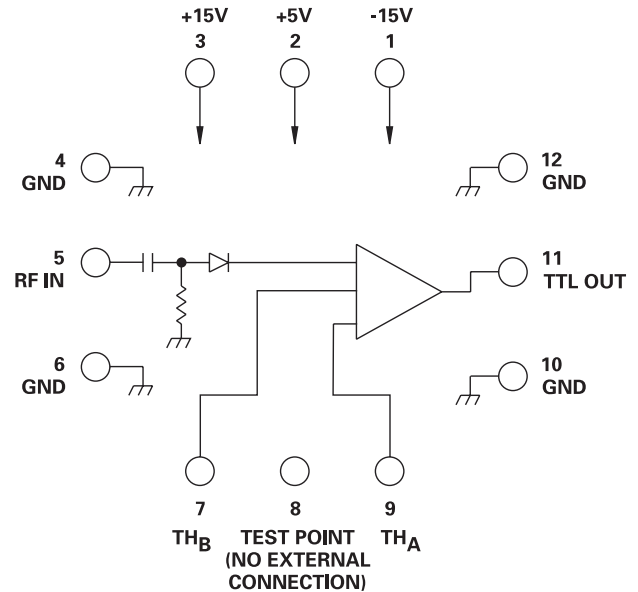 +15V +5V -15V
3 2 1
4
GND
12
GND
5
RF IN
11
TTL OUT
6
GND
10
GND
7 8 9
THB TEST POINT THA
(NO EXTERNAL
CONNECTION)